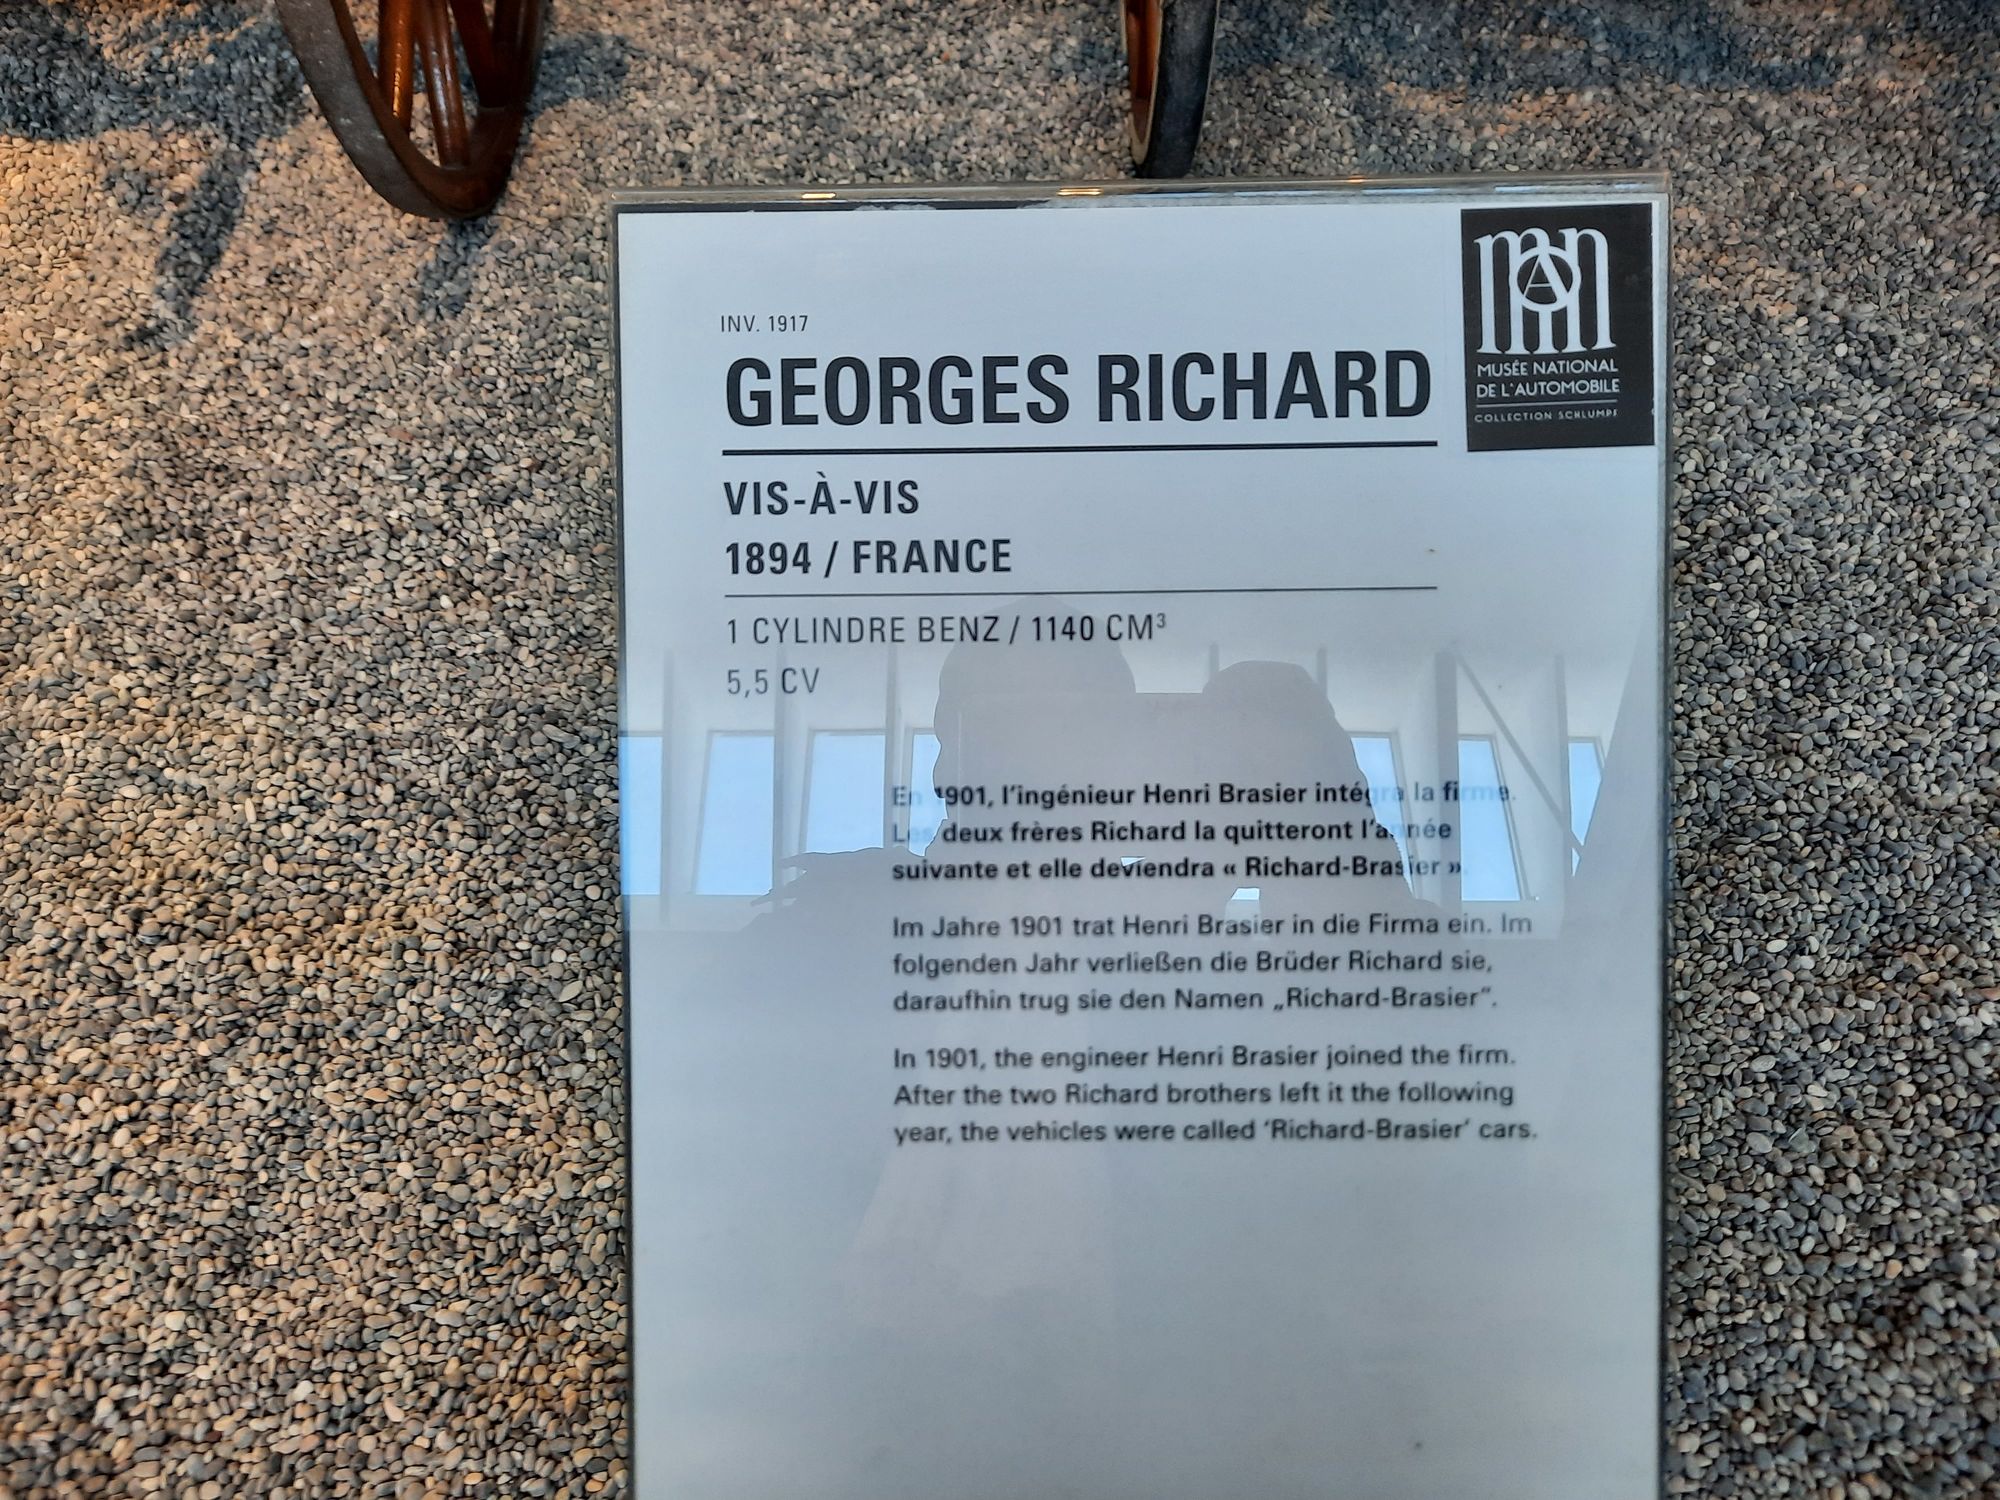 INV. 1917
GEORGES RICHARD
MUSÉE NATIONAL
DE L'AUTOMOBILE
COLLECTION SCHLUMPF
VIS-À-VIS
1894 / FRANCE
1 CYLINDRE BENZ / 1140 CM³
5,5 CV
En 1901, l'ingénieur Henri Brasier intégra la firme.
Les deux frères Richard la quitteront l'année
suivante et elle deviendra « Richard-Brasier ».
Im Jahre 1901 trat Henri Brasier in die Firma ein. Im
folgenden Jahr verließen die Brüder Richard sie,
daraufhin trug sie den Namen „Richard-Brasier“.
In 1901, the engineer Henri Brasier joined the firm.
After the two Richard brothers left it the following
year, the vehicles were called ‘Richard-Brasier’ cars.